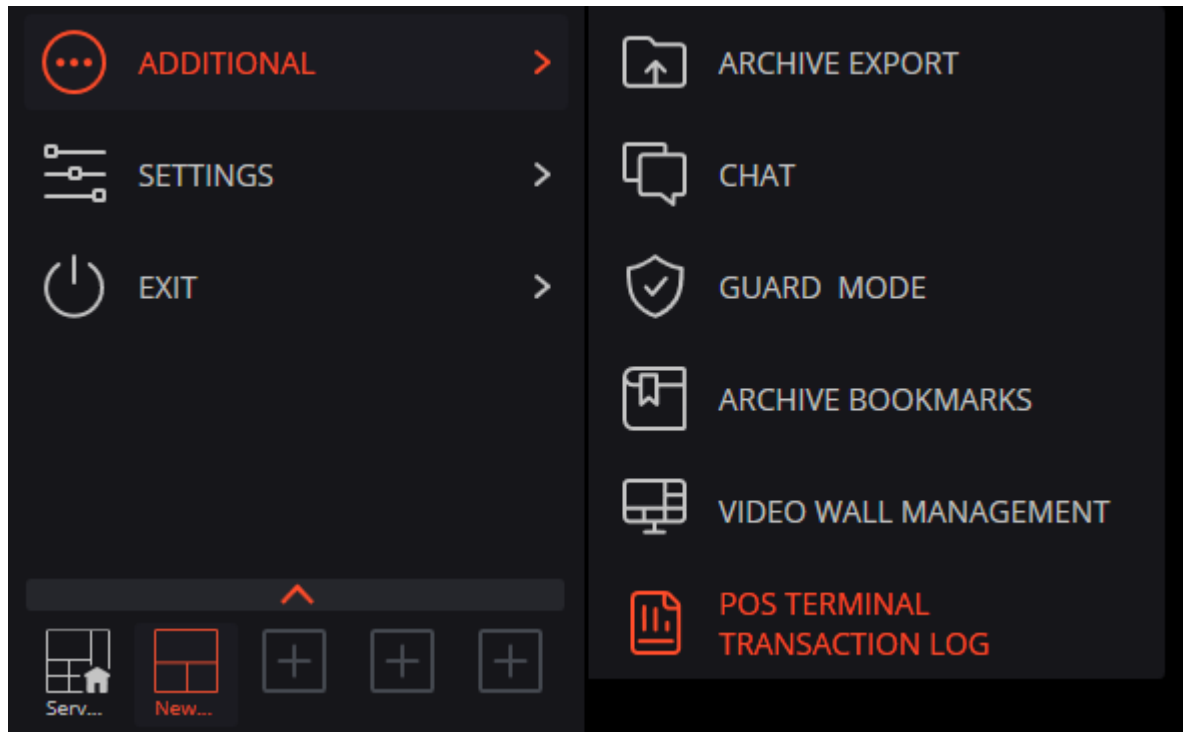 ADDITIONAL
SETTINGS
EXIT
Serv...
New...
ARCHIVE EXPORT
CHAT
GUARD MODE
ARCHIVE BOOKMARKS
VIDEO WALL MANAGEMENT
POS TERMINAL
TRANSACTION LOG